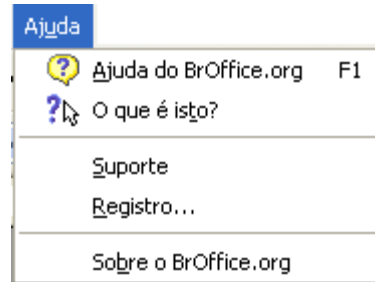 Ajuda
Ajuda do BrOffice.org F1
O que é isto?
Suporte
Registro...
Sobre o BrOffice.org